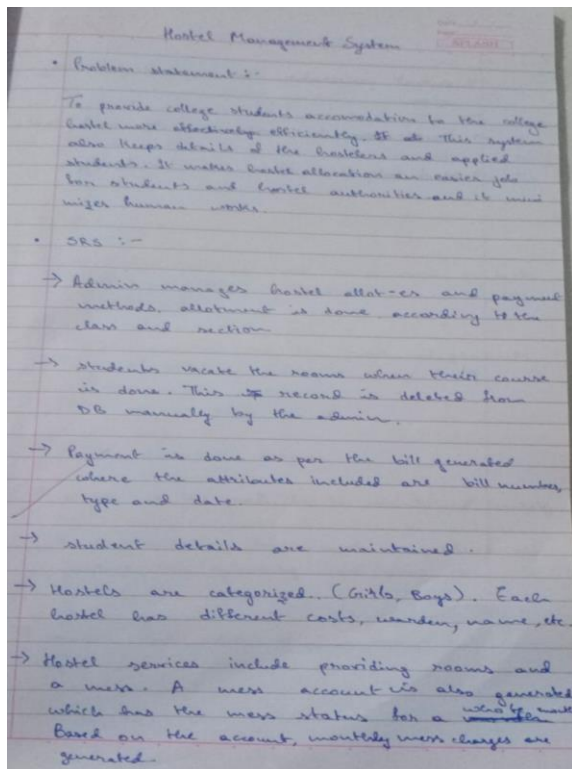 Hostel Management System
• Problem statement :-
To provide college students accomodation to the college
hostel more effectively efficiently. This system
also keeps details of the hostelers and applied
students. It makes hostel allocation an easier job
for students and hostel authorities and it mini
mizes human works.
• SRS :-
→ Admin manages hostel allot-es and payment
methods. allotment is done according to the
class and section
→ students vacate the rooms when their course
is done. This record is deleted from
DB manually by the admin.
→ Payment is done as per the bill generated
where the attributes included are bill number,
type and date.
→ student details are maintained.
→ Hostels are categorized. (Girls, Boys). Each
hostel has different costs, warden, name, etc.
→ Hostel services include providing rooms and
a mess. A mess account is also generated
which has the mess status for a
Based on the account, monthly mess charges are
generated.